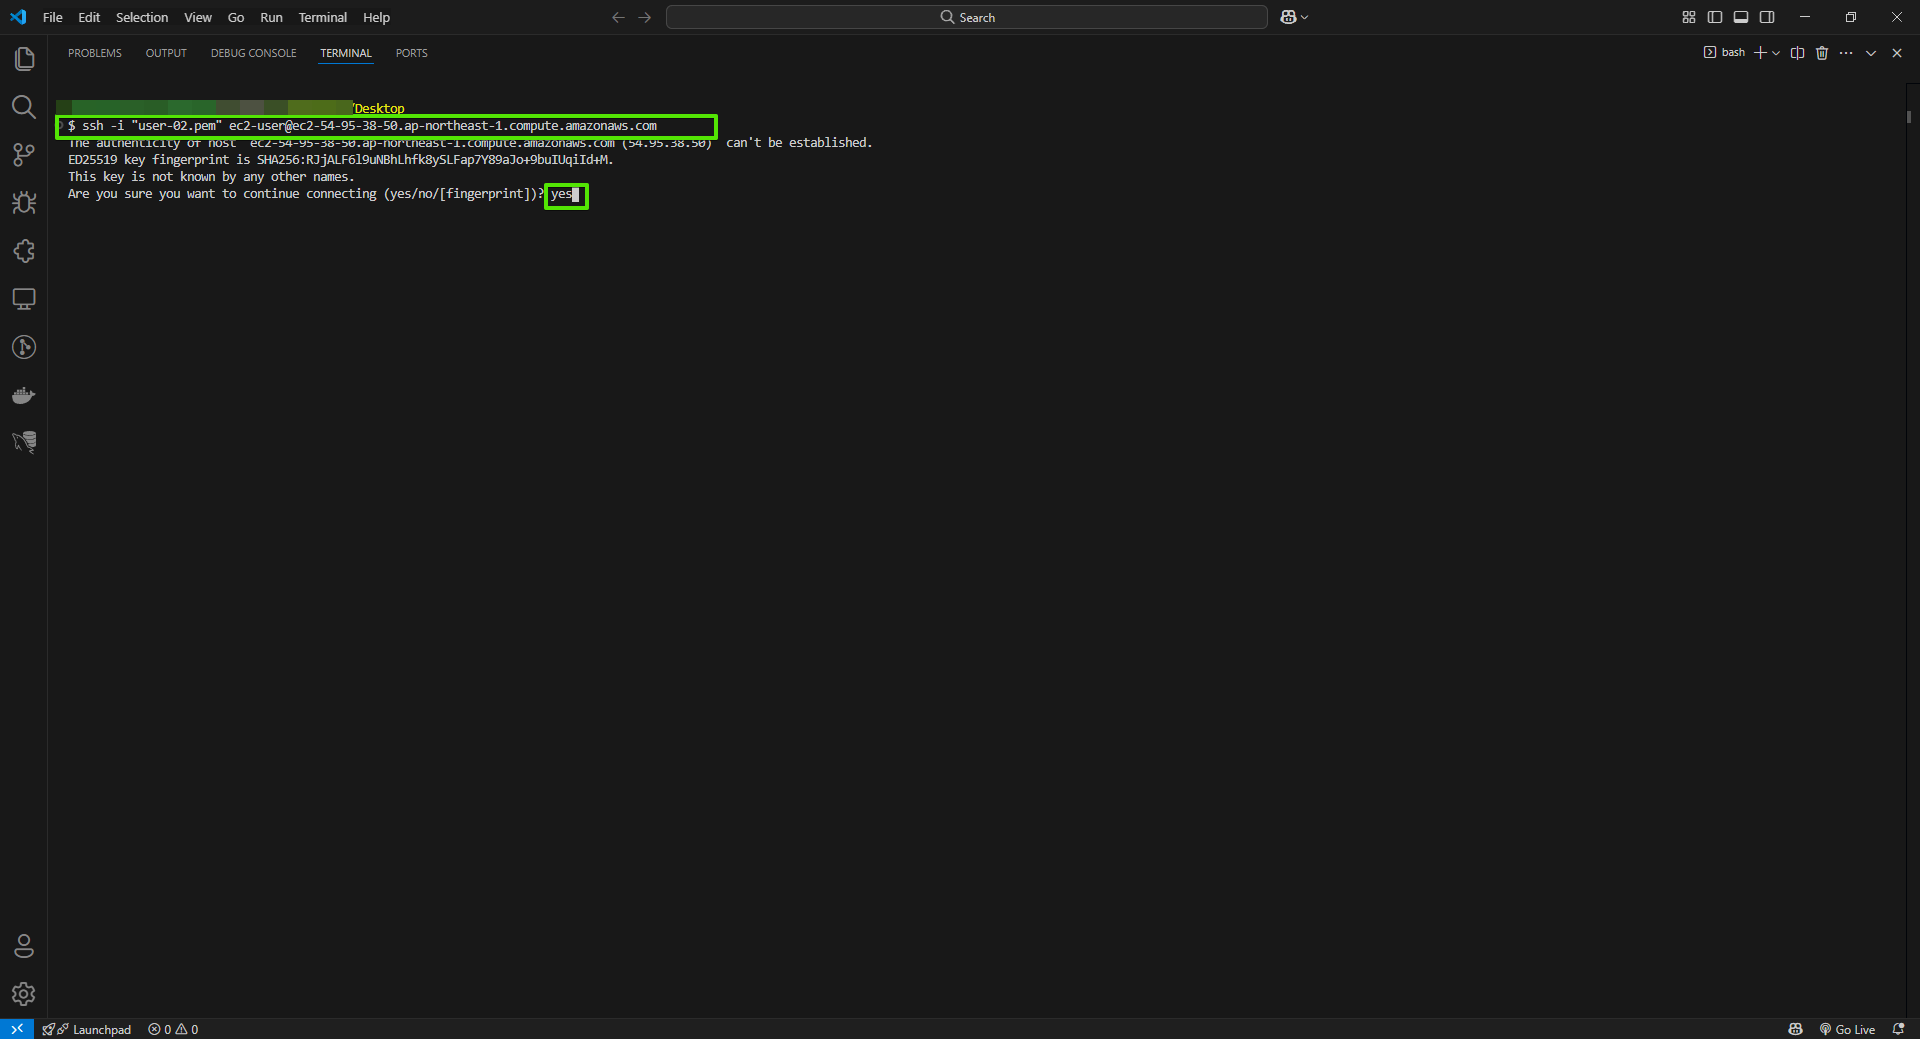 File Edit Selection View Go Run Terminal Help Search
PROBLEMS OUTPUT DEBUG CONSOLE TERMINAL PORTS bash
/Desktop
$ ssh -i "user-02.pem" ec2-user@ec2-54-95-38-50.ap-northeast-1.compute.amazonaws.com
The authenticity of host 'ec2-54-95-38-50.ap-northeast-1.compute.amazonaws.com (54.95.38.50)' can't be established.
ED25519 key fingerprint is SHA256:RJjALF6l9uNBhLhfk8ySLFap7Y89aJo+9buIUqiId+M.
This key is not known by any other names.
Are you sure you want to continue connecting (yes/no/[fingerprint])? yes
Launchpad 0 0 Go Live